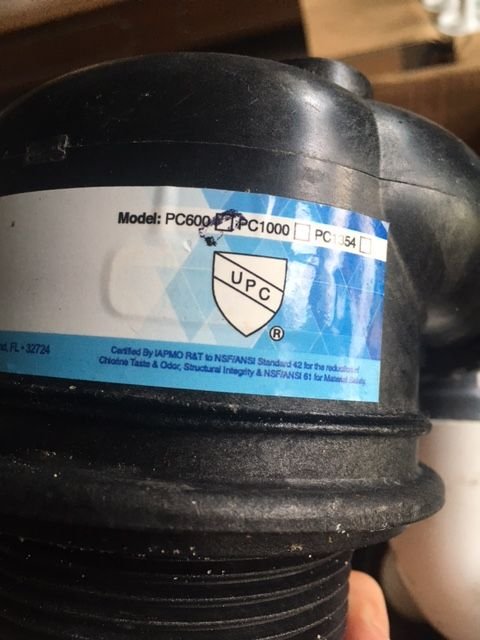 Model: PC600 PC1000 PC1354
UPC
®
FL • 32724
Certified By IAPMO R&T to NSF/ANSI Standard 42 for the reduction of
Chlorine Taste & Odor, Structural Integrity & NSF/ANSI 61 for Material Safety.